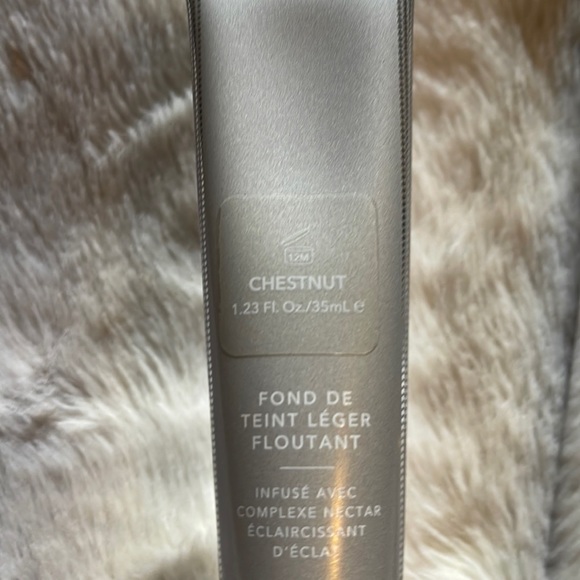 12M
CHESTNUT
1.23 Fl. Oz./35mL ℮
FOND DE
TEINT LÉGER
FLOUTANT
INFUSÉ AVEC
COMPLEXE NECTAR
ÉCLAIRCISSANT
D'ÉCLAT